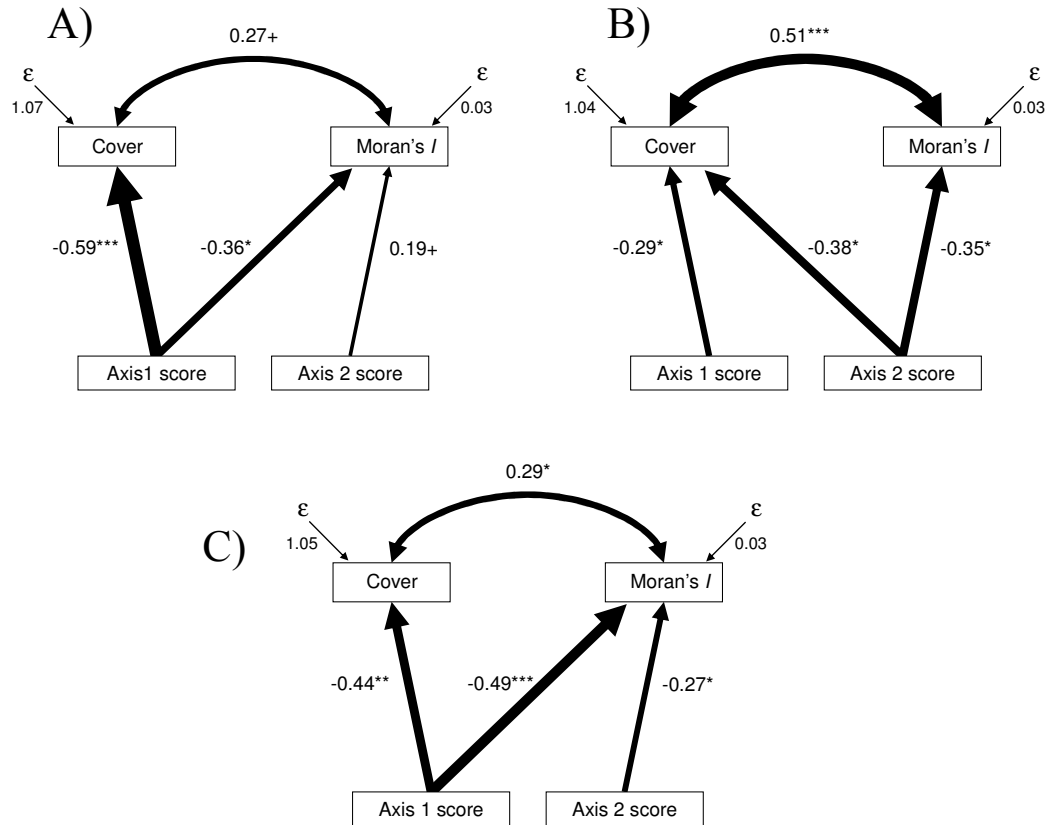 A)
0.27+
ε
1.07
ε
0.03
Cover
Moran's I
-0.59***
-0.36*
0.19+
Axis1 score
Axis 2 score
B)
0.51***
ε
1.04
ε
0.03
Cover
Moran's I
-0.29*
-0.38*
-0.35*
Axis 1 score
Axis 2 score
C)
0.29*
ε
1.05
ε
0.03
Cover
Moran's I
-0.44**
-0.49***
-0.27*
Axis 1 score
Axis 2 score